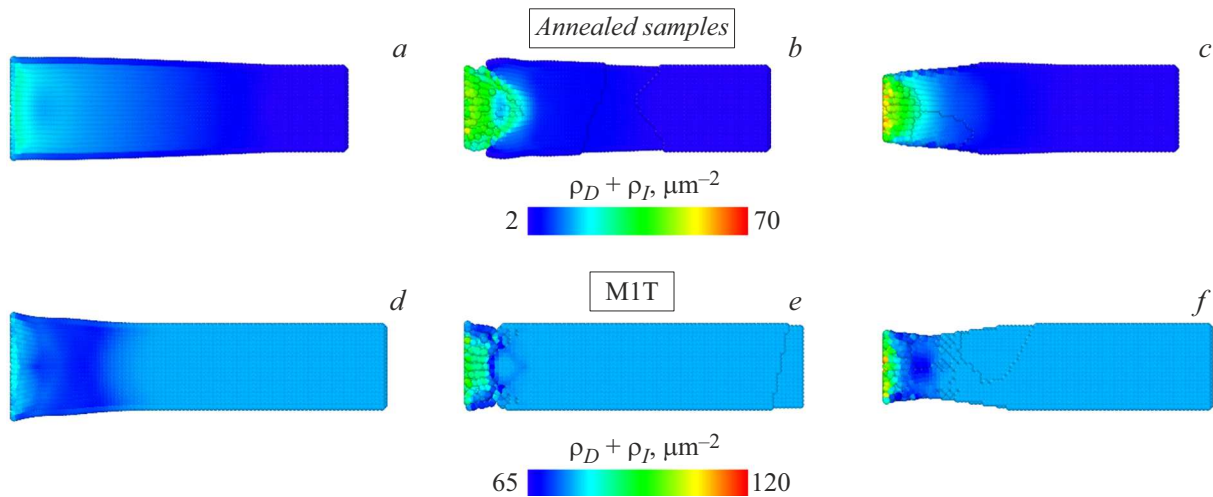 Annealed samples
a
b
c
ρD + ρI, μm–2
2
70
M1T
d
e
f
ρD + ρI, μm–2
65
120